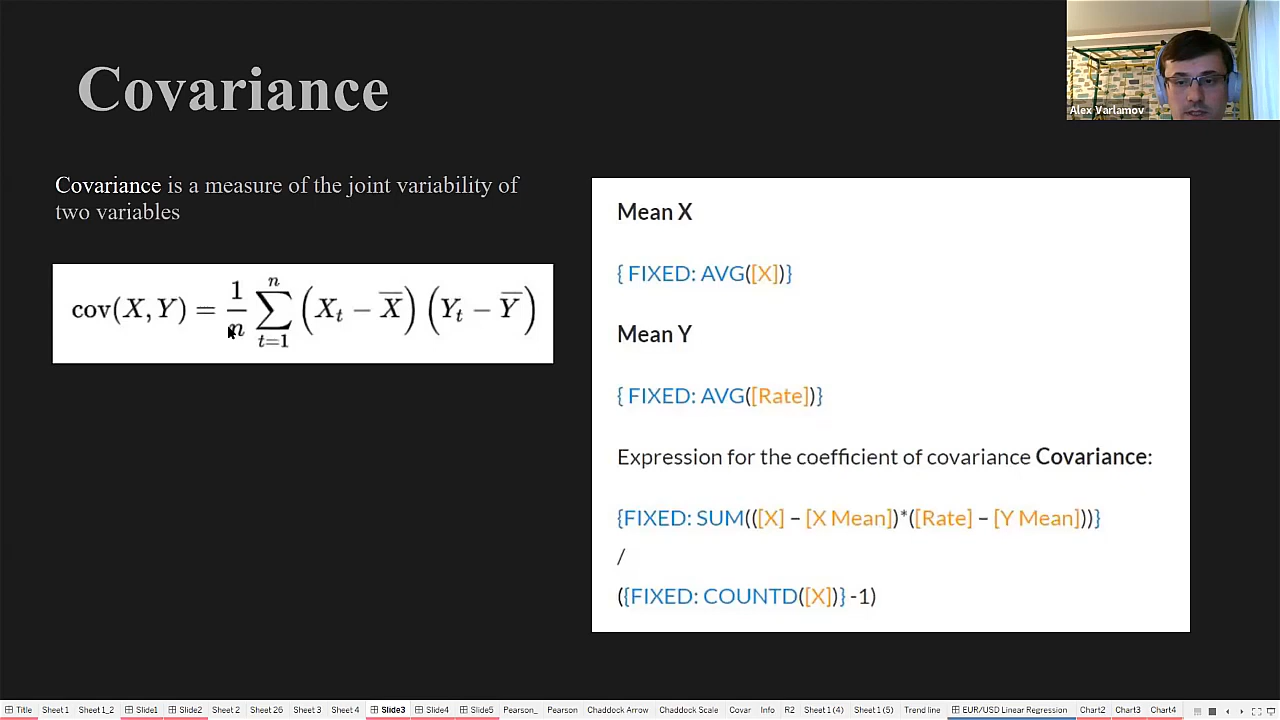 Covariance
Alex Varlamov
Covariance is a measure of the joint variability of
two variables
cov(X, Y) = 1/n ∑ⁿₜ₌₁ (Xₜ − X̅) (Yₜ − Y̅)
Mean X
{ FIXED: AVG([X])}
Mean Y
{ FIXED: AVG([Rate])}
Expression for the coefficient of covariance Covariance:
{FIXED: SUM(([X] – [X Mean])*([Rate] – [Y Mean]))}
/
({FIXED: COUNTD([X])} -1)
Title Sheet 1 Sheet 1_2 Slide1 Slide2 Sheet 2 Sheet 26 Sheet 3 Sheet 4 Slide3 Slide4 Slide5 Pearson_ Pearson Chaddock Arrow Chaddock Scale Covar Info R2 Sheet 1 (4) Sheet 1 (5) Trend line EUR/USD Linear Regression Chart2 Chart3 Chart4